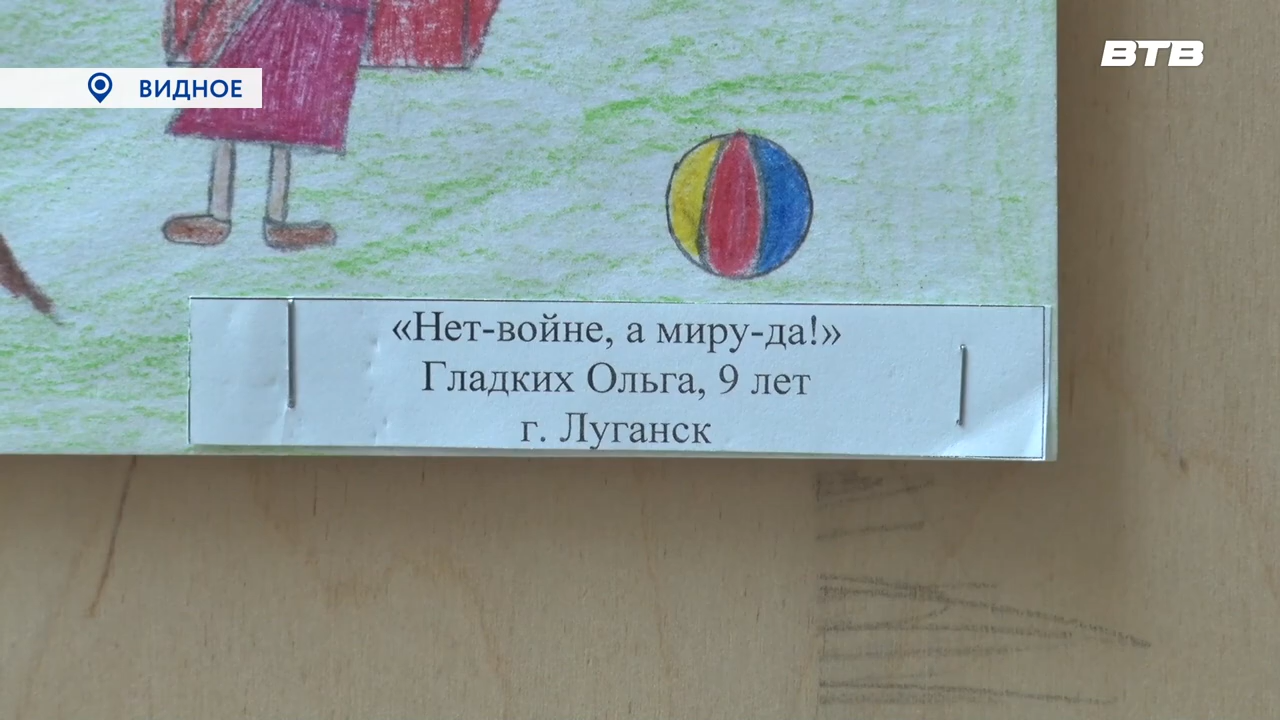 ВТВ
ВИДНОЕ
«Нет-войне, а миру-да!»
Гладких Ольга, 9 лет
г. Луганск